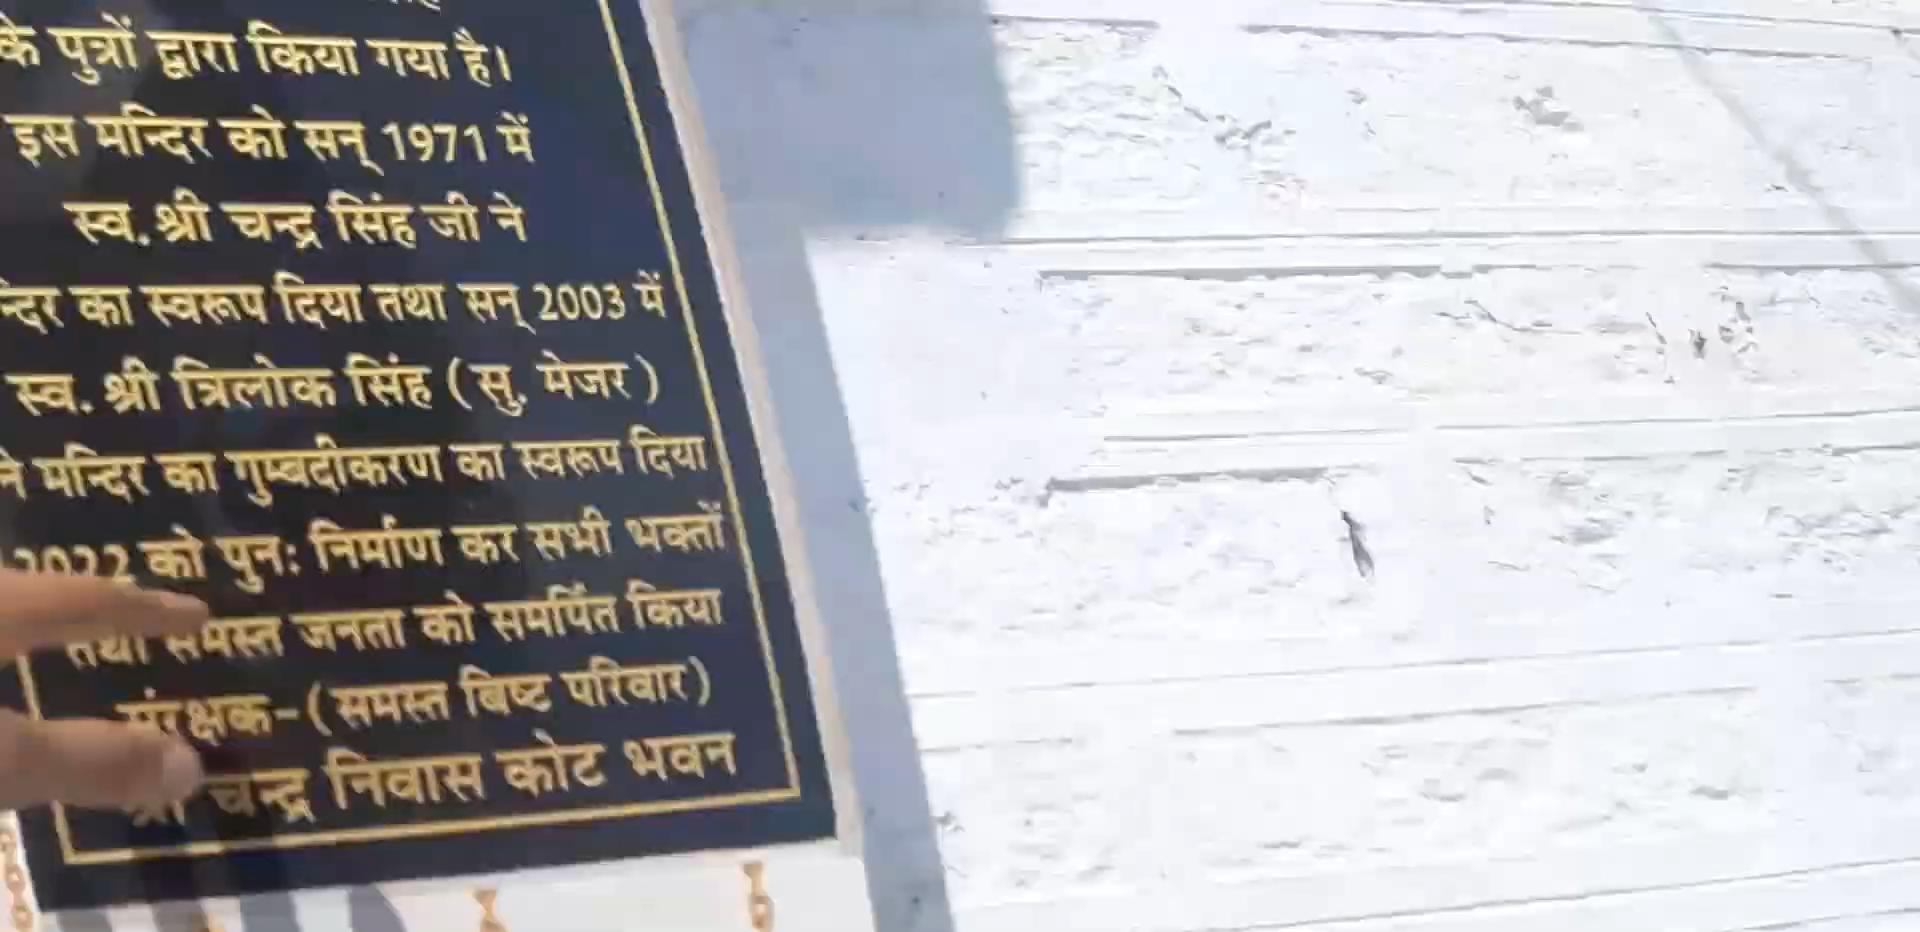 के पुत्रों द्वारा किया गया है।
इस मन्दिर को सन् 1971 में
स्व. श्री चन्द्र सिंह जी ने
न्दिर का स्वरूप दिया तथा सन् 2003 में
स्व. श्री त्रिलोक सिंह ( सु. मेजर )
ने मन्दिर का गुम्बदीकरण का स्वरूप दिया
2022 को पुनः निर्माण कर सभी भक्तों
तथा समस्त जनता को समर्पित किया
संरक्षक-( समस्त बिष्ट परिवार )
श्री चन्द्र निवास कोट भवन